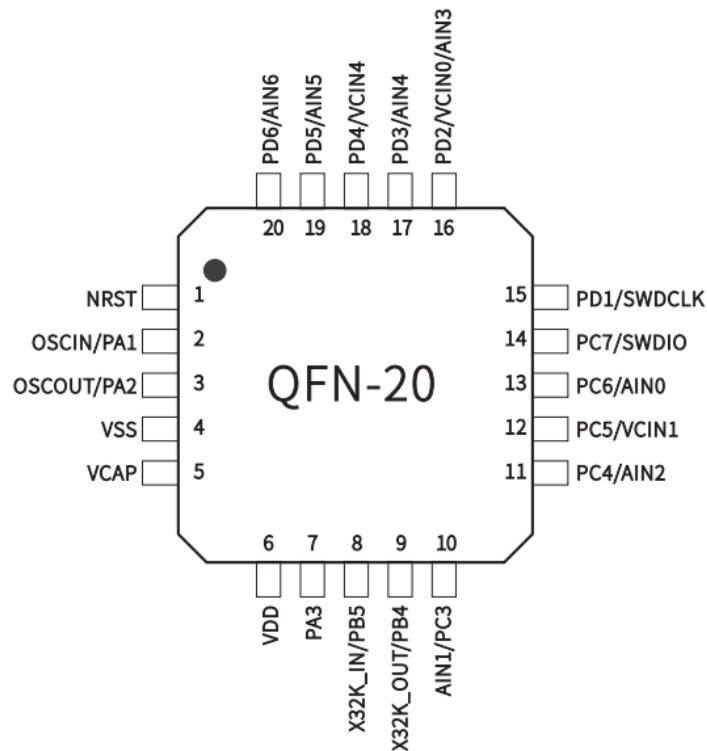 PD6/AIN6
PD5/AIN5
PD4/VCIN4
PD3/AIN4
PD2/VCIN0/AIN3
20 19 18 17 16
NRST 1
OSCIN/PA1 2
OSCOUT/PA2 3
VSS 4
VCAP 5
QFN-20
15 PD1/SWDCLK
14 PC7/SWDIO
13 PC6/AIN0
12 PC5/VCIN1
11 PC4/AIN2
6 7 8 9 10
VDD
PA3
X32K_IN/PB5
X32K_OUT/PB4
AIN1/PC3